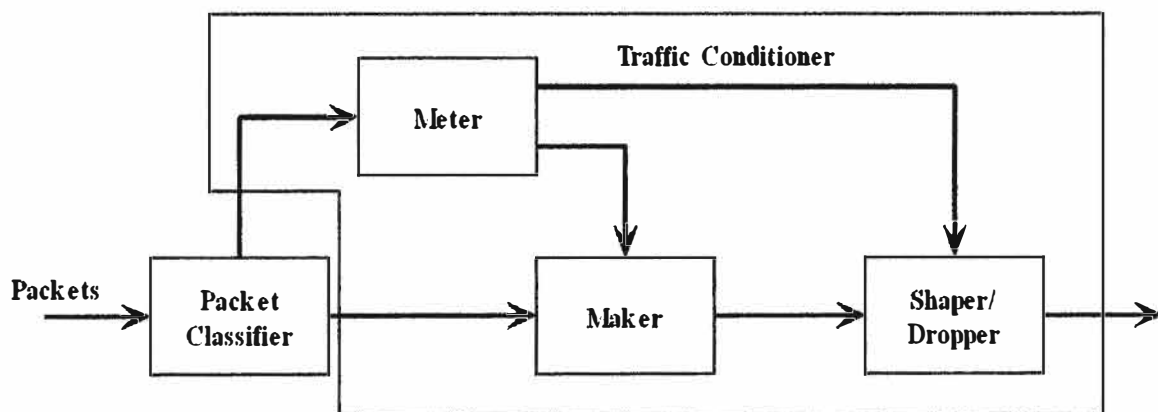 Traffic Conditioner
Meter
Packets
Packet
Classifier
Maker
Shaper/
Dropper